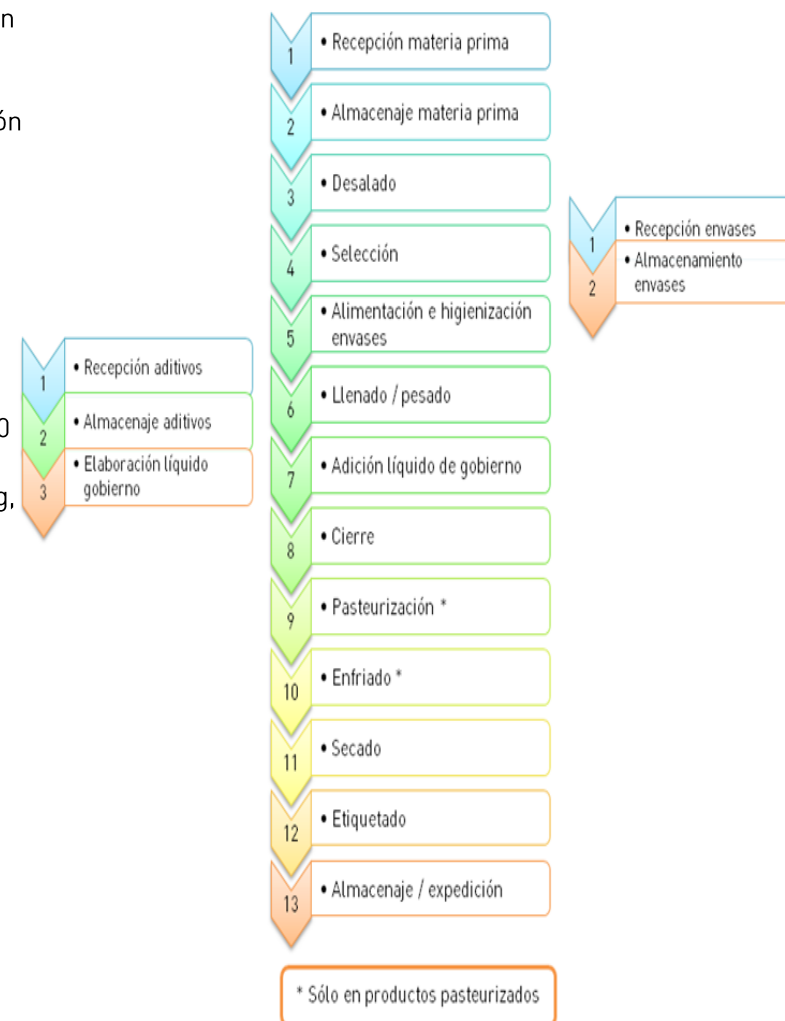 n
ón
0
g,
1
• Recepción materia prima
2
• Almacenaje materia prima
3
• Desalado
4
• Selección
5
• Alimentación e higienización
envases
6
• Llenado / pesado
7
• Adición líquido de gobierno
8
• Cierre
9
• Pasteurización *
10
• Enfriado *
11
• Secado
12
• Etiquetado
13
• Almacenaje / expedición
* Sólo en productos pasteurizados
1
• Recepción aditivos
2
• Almacenaje aditivos
3
• Elaboración líquido
gobierno
1
• Recepción envases
2
• Almacenamiento
envases